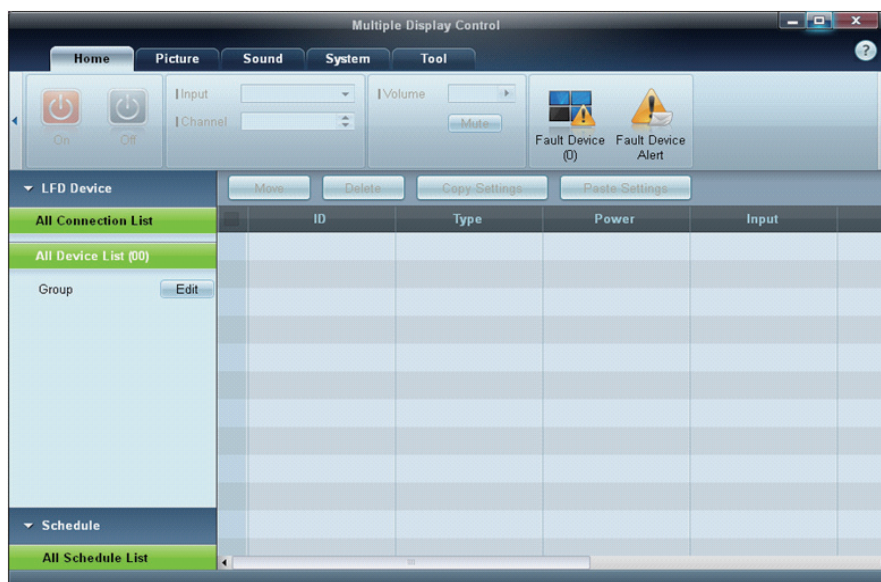 Multiple Display Control
Home Picture Sound System Tool
Input
Volume
Channel
Mute
On Off
Fault Device (0)
Fault Device Alert
LFD Device
Move Delete Copy Settings Paste Settings
All Connection List
ID Type Power Input
All Device List (00)
Group Edit
Schedule
All Schedule List